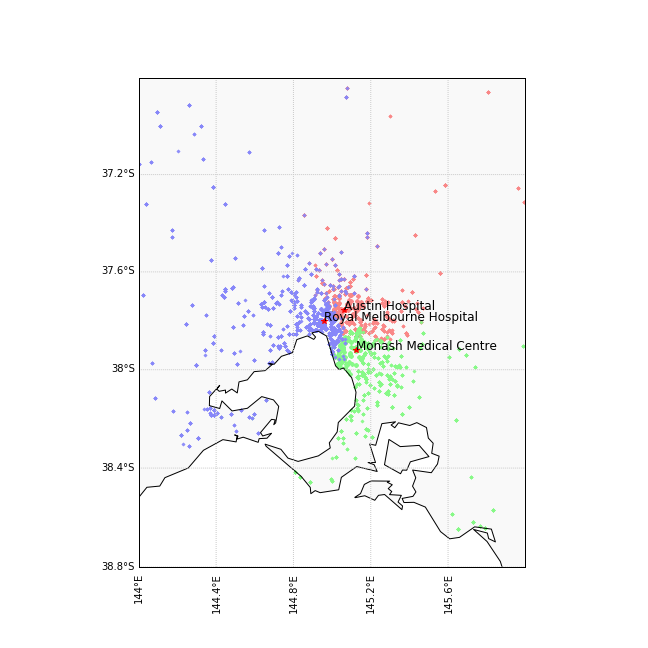 37.2°S
37.6°S
Austin Hospital
Royal Melbourne Hospital
Monash Medical Centre
38°S
38.4°S
38.8°S
144°E
144.4°E
144.8°E
145.2°E
145.6°E